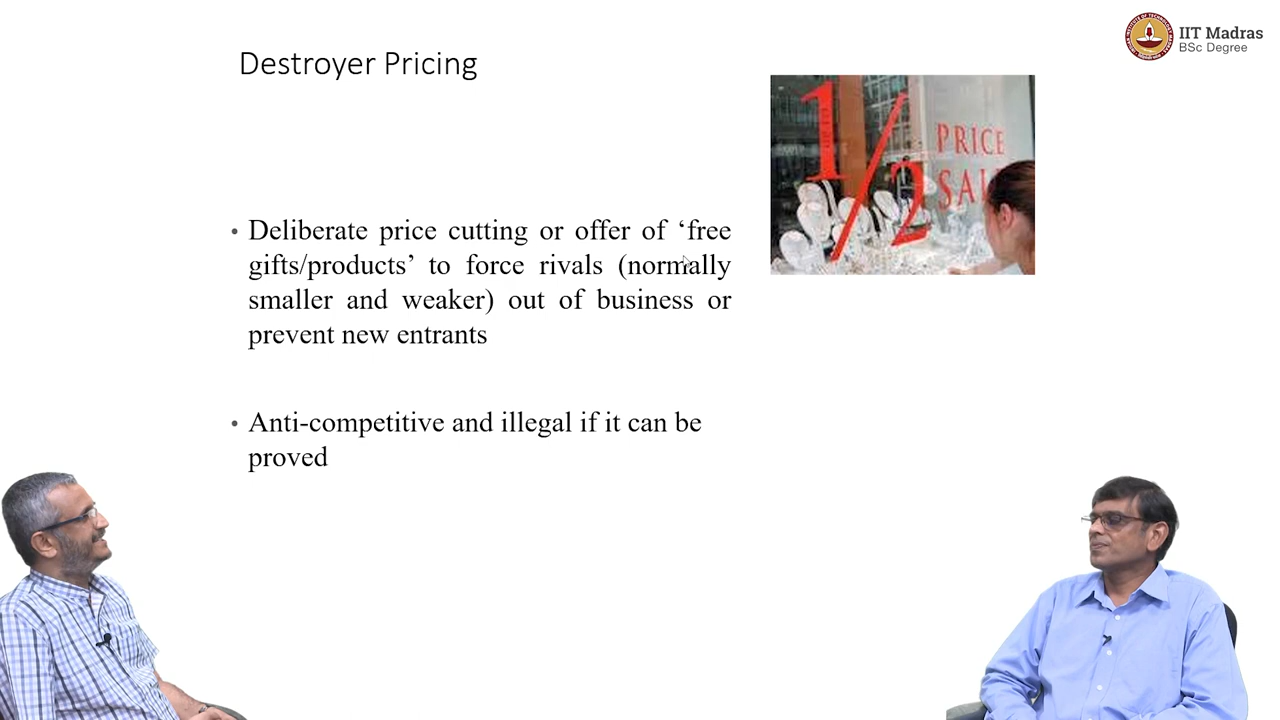 IIT Madras
BSc Degree
Destroyer Pricing
1/2
PRICE
• Deliberate price cutting or offer of ‘free
gifts/products’ to force rivals (normally
smaller and weaker) out of business or
prevent new entrants
• Anti-competitive and illegal if it can be
proved